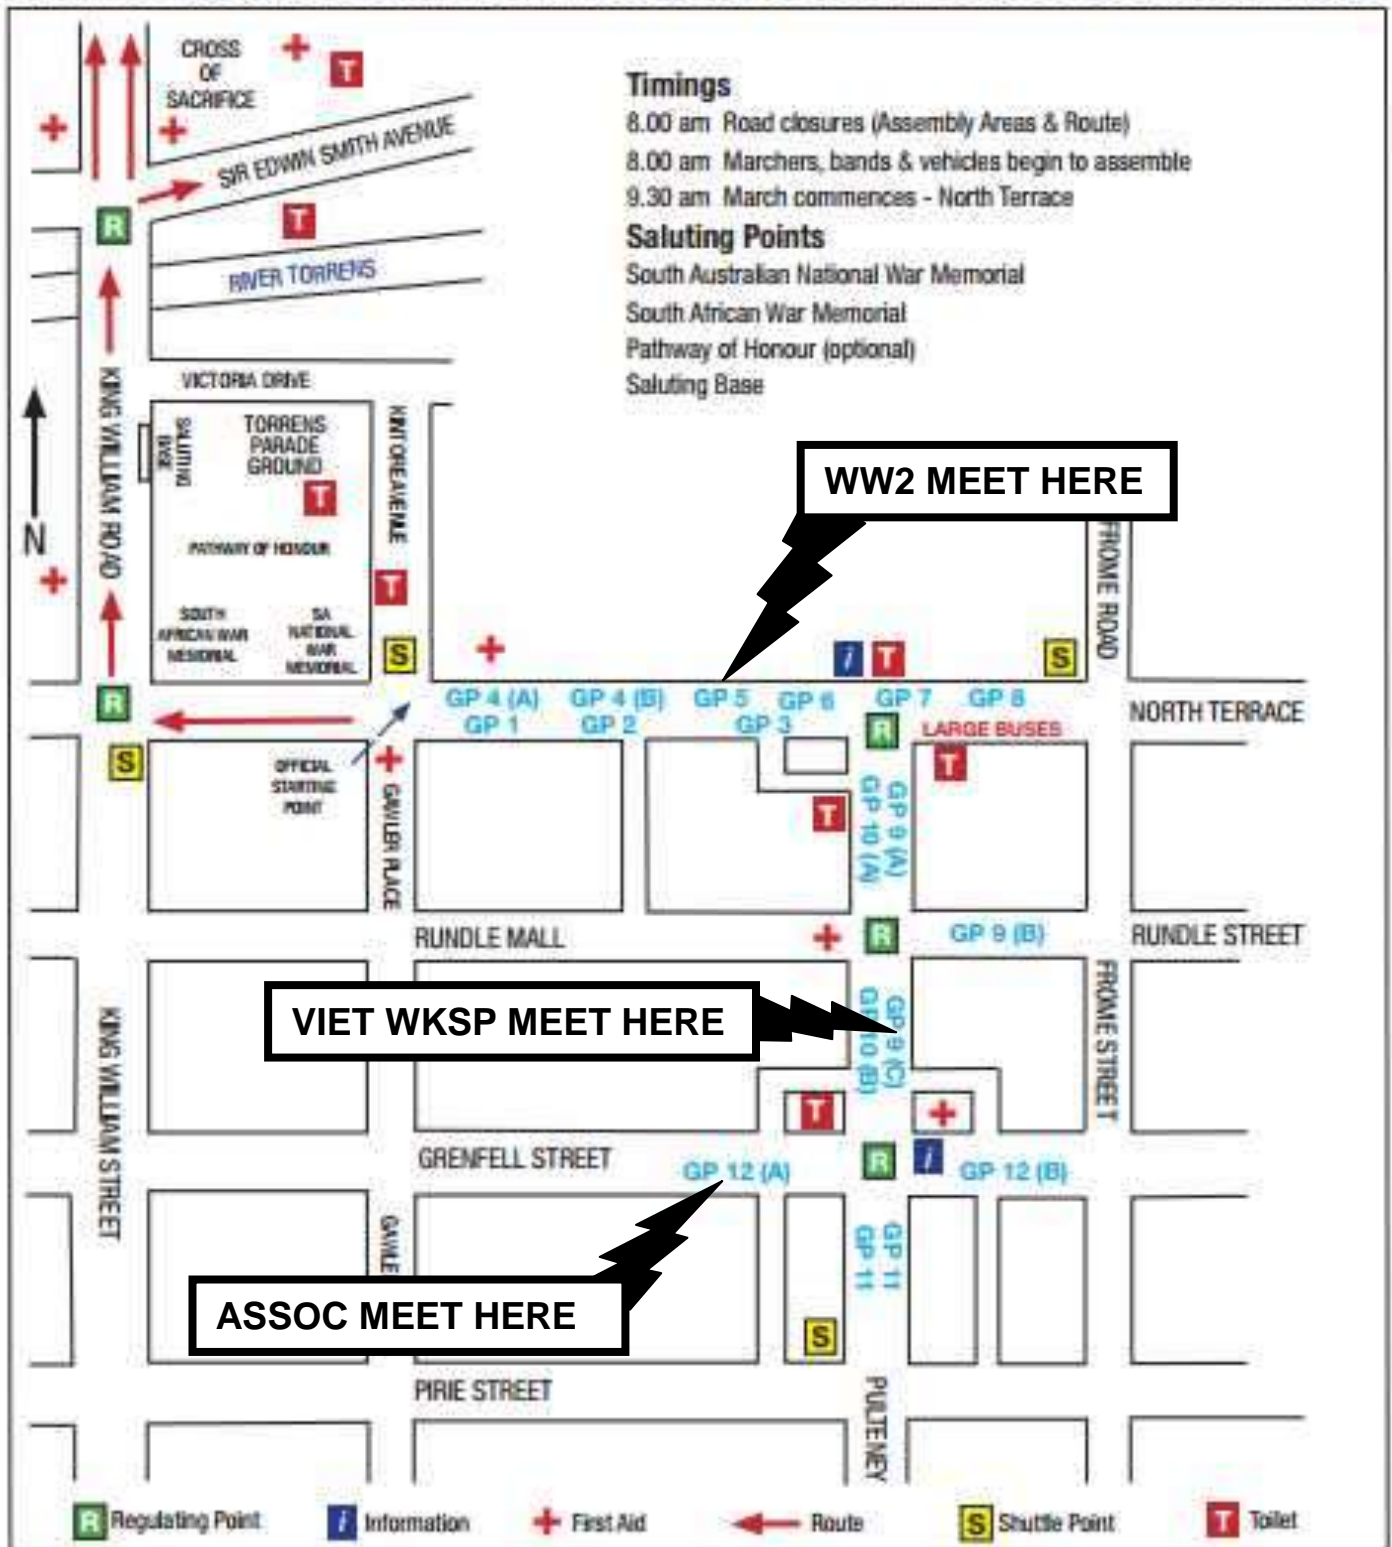 CROSS
OF
SACRIFICE
T
SIR EDWIN SMITH AVENUE
R
T
RIVER TORRENS
Timings
8.00 am Road closures (Assembly Areas & Route)
8.00 am Marchers, bands & vehicles begin to assemble
9.30 am March commences - North Terrace
Saluting Points
South Australian National War Memorial
South African War Memorial
Pathway of Honour (optional)
Saluting Base
VICTORIA DRIVE
KING WILLIAM ROAD
SALUTING
BASE
TORRENS
PARADE
GROUND
T
KINTORE AVENUE
N
PATHWAY OF HONOUR
T
SOUTH
AFRICAN WAR
MEMORIAL
SA
NATIONAL
WAR
MEMORIAL
S
WW2 MEET HERE
FROME ROAD
i
T
S
R
GP 4 (A)
GP 4 (B)
GP 5
GP 6
GP 7
GP 8
GP 1
GP 2
GP 3
R
LARGE BUSES
NORTH TERRACE
S
OFFICIAL
STARTING
POINT
GAWLER PLACE
T
T
GP 9 (A)
GP 10 (A)
RUNDLE MALL
R
GP 9 (B)
RUNDLE STREET
VIET WKSP MEET HERE
GP 9 (C)
GP 10 (B)
FROME STREET
KING WILLIAM STREET
T
GRENFELL STREET
GP 12 (A)
R
i
GP 12 (B)
GAWLE
GP 11
GP 11
ASSOC MEET HERE
S
PIRIE STREET
PULTENEY
R Regulating Point
i Information
First Aid
Route
S Shuttle Point
T Toilet